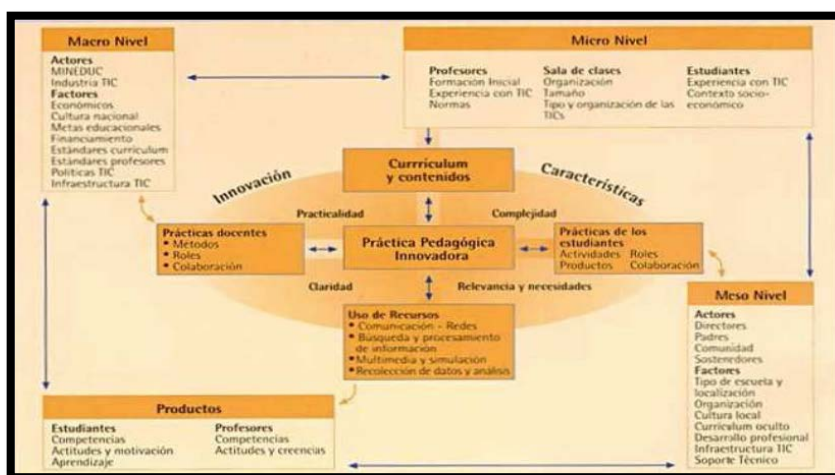 Macro Nivel
Actores
MINEDUC
Industria TIC
Factores
Económicos
Cultura nacional
Metas educacionales
Financiamiento
Estándares curriculum
Estándares profesores
Políticas TIC
Infraestructura TIC
Micro Nivel
Profesores
Formación Inicial
Experiencia con TIC
Normas
Sala de clases
Organización
Tamaño
Tipo y organización de las
TICs
Estudiantes
Experiencia con TIC
Contexto socio-
económico
Innovación
Características
Currículum
y contenidos
Practicalidad
Complejidad
Prácticas docentes
• Métodos
• Roles
• Colaboración
Práctica Pedagógica
Innovadora
Prácticas de los
estudiantes
Actividades Roles
Productos Colaboración
Claridad
Relevancia y necesidades
Uso de Recursos
• Comunicación - Redes
• Búsqueda y procesamiento
de información
• Multimedia y simulación
• Recolección de datos y análisis
Meso Nivel
Actores
Directores
Padres
Comunidad
Sostenedores
Factores
Tipo de escuela y
localización
Organización
Cultura local
Curriculum oculto
Desarrollo profesional
Infraestructura TIC
Soporte Técnico
Productos
Estudiantes
Competencias
Actitudes y motivación
Aprendizaje
Profesores
Competencias
Actitudes y creencias